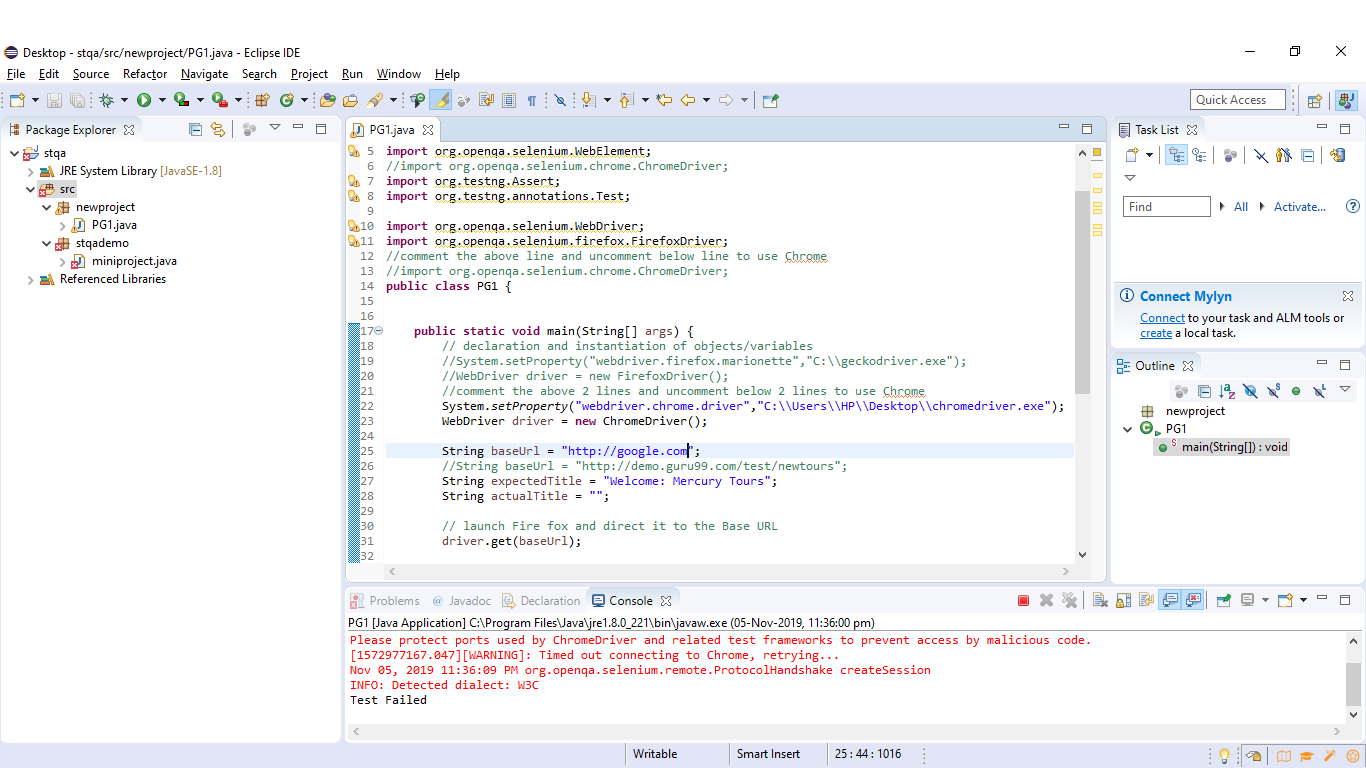 Desktop - stqa/src/newproject/PG1.java - Eclipse IDE
File Edit Source Refactor Navigate Search Project Run Window Help
Quick Access
Package Explorer
stqa
JRE System Library [JavaSE-1.8]
src
newproject
PG1.java
stqademo
miniproject.java
Referenced Libraries
PG1.java
5 import org.openqa.selenium.WebElement;
6 //import org.openqa.selenium.chrome.ChromeDriver;
7 import org.testng.Assert;
8 import org.testng.annotations.Test;
9
10 import org.openqa.selenium.WebDriver;
11 import org.openqa.selenium.firefox.FirefoxDriver;
12 //comment the above line and uncomment below line to use Chrome
13 //import org.openqa.selenium.chrome.ChromeDriver;
14 public class PG1 {
15
16
17 public static void main(String[] args) {
18 // declaration and instantiation of objects/variables
19 //System.setProperty("webdriver.firefox.marionette","C:\\geckodriver.exe");
20 //WebDriver driver = new FirefoxDriver();
21 //comment the above 2 lines and uncomment below 2 lines to use Chrome
22 System.setProperty("webdriver.chrome.driver","C:\\Users\\HP\\Desktop\\chromedriver.exe");
23 WebDriver driver = new ChromeDriver();
24
25 String baseUrl = "http://google.com";
26 //String baseUrl = "http://demo.guru99.com/test/newtours";
27 String expectedTitle = "Welcome: Mercury Tours";
28 String actualTitle = "";
29
30 // launch Fire fox and direct it to the Base URL
31 driver.get(baseUrl);
32
Task List
Find All Activate...
Connect Mylyn
Connect to your task and ALM tools or
create a local task.
Outline
newproject
PG1
main(String[]) : void
Problems @ Javadoc Declaration Console
PG1 [Java Application] C:\Program Files\Java\jre1.8.0_221\bin\javaw.exe (05-Nov-2019, 11:36:00 pm)
Please protect ports used by ChromeDriver and related test frameworks to prevent access by malicious code.
[1572977167.047][WARNING]: Timed out connecting to Chrome, retrying...
Nov 05, 2019 11:36:09 PM org.openqa.selenium.remote.ProtocolHandshake createSession
INFO: Detected dialect: W3C
Test Failed
Writable Smart Insert 25 : 44 : 1016